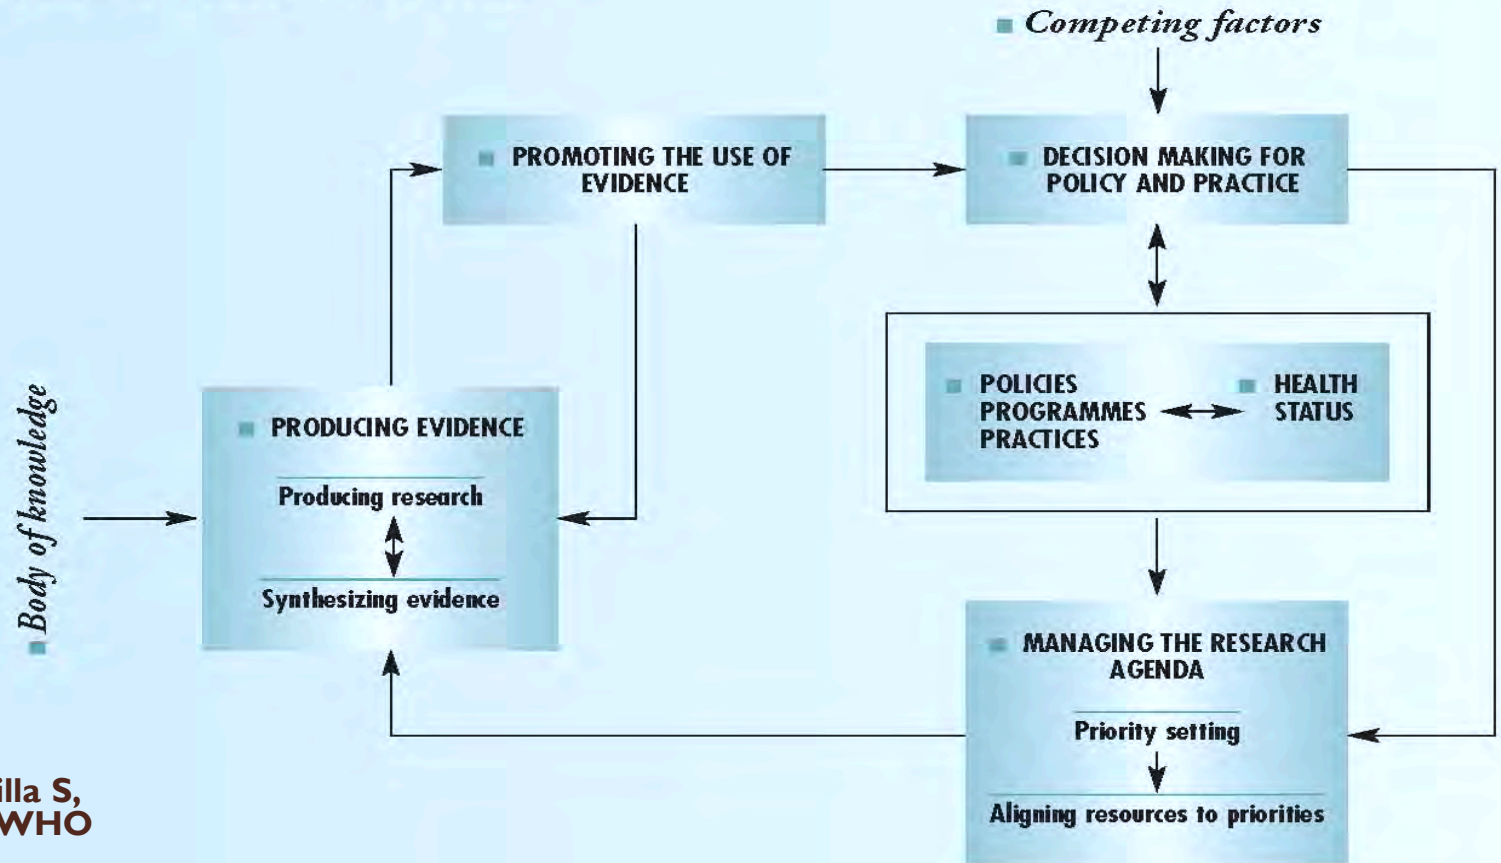 Competing factors
PROMOTING THE USE OF
EVIDENCE
DECISION MAKING FOR
POLICY AND PRACTICE
POLICIES
PROGRAMMES
PRACTICES
HEALTH
STATUS
Body of knowledge
PRODUCING EVIDENCE
Producing research
Synthesizing evidence
MANAGING THE RESEARCH
AGENDA
Priority setting
Aligning resources to priorities
illa S,
WHO